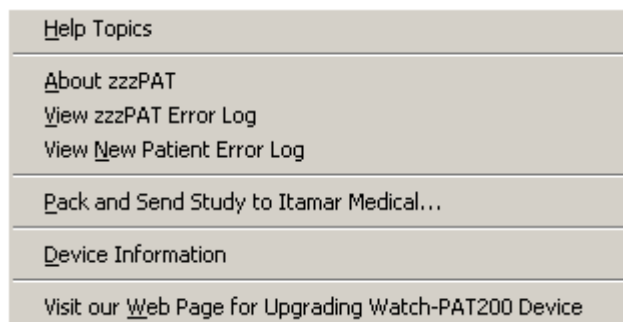 Help Topics
About zzzPAT
View zzzPAT Error Log
View New Patient Error Log
Pack and Send Study to Itamar Medical...
Device Information
Visit our Web Page for Upgrading Watch-PAT200 Device